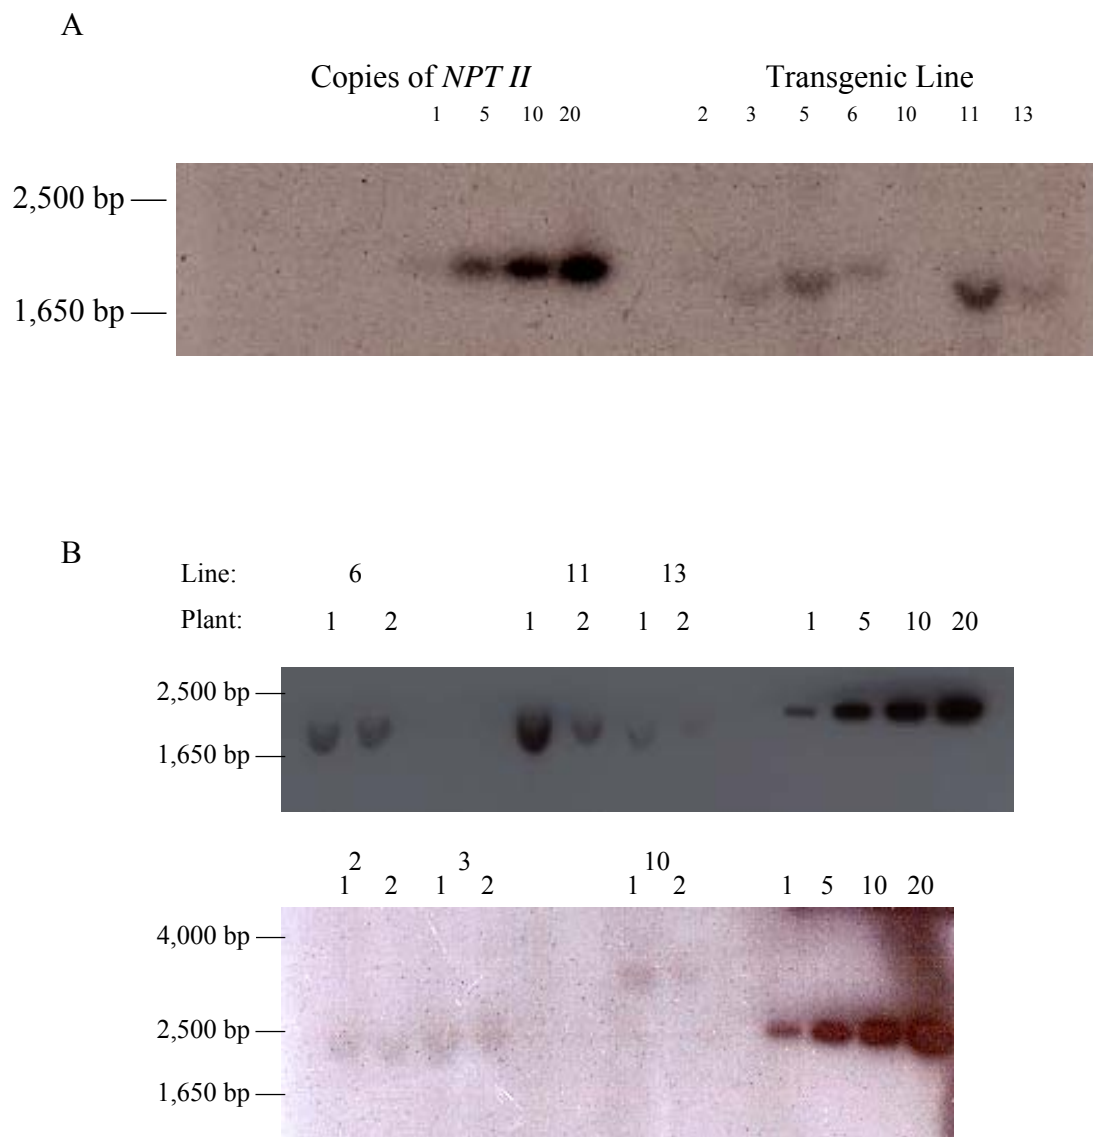 A
Copies of NPT II Transgenic Line
1 5 10 20 2 3 5 6 10 11 13
2,500 bp
1,650 bp
B
Line: 6 11 13
Plant: 1 2 1 2 1 2 1 5 10 20
2,500 bp
1,650 bp
2 3 10
1 2 1 2 1 2 1 5 10 20
4,000 bp
2,500 bp
1,650 bp